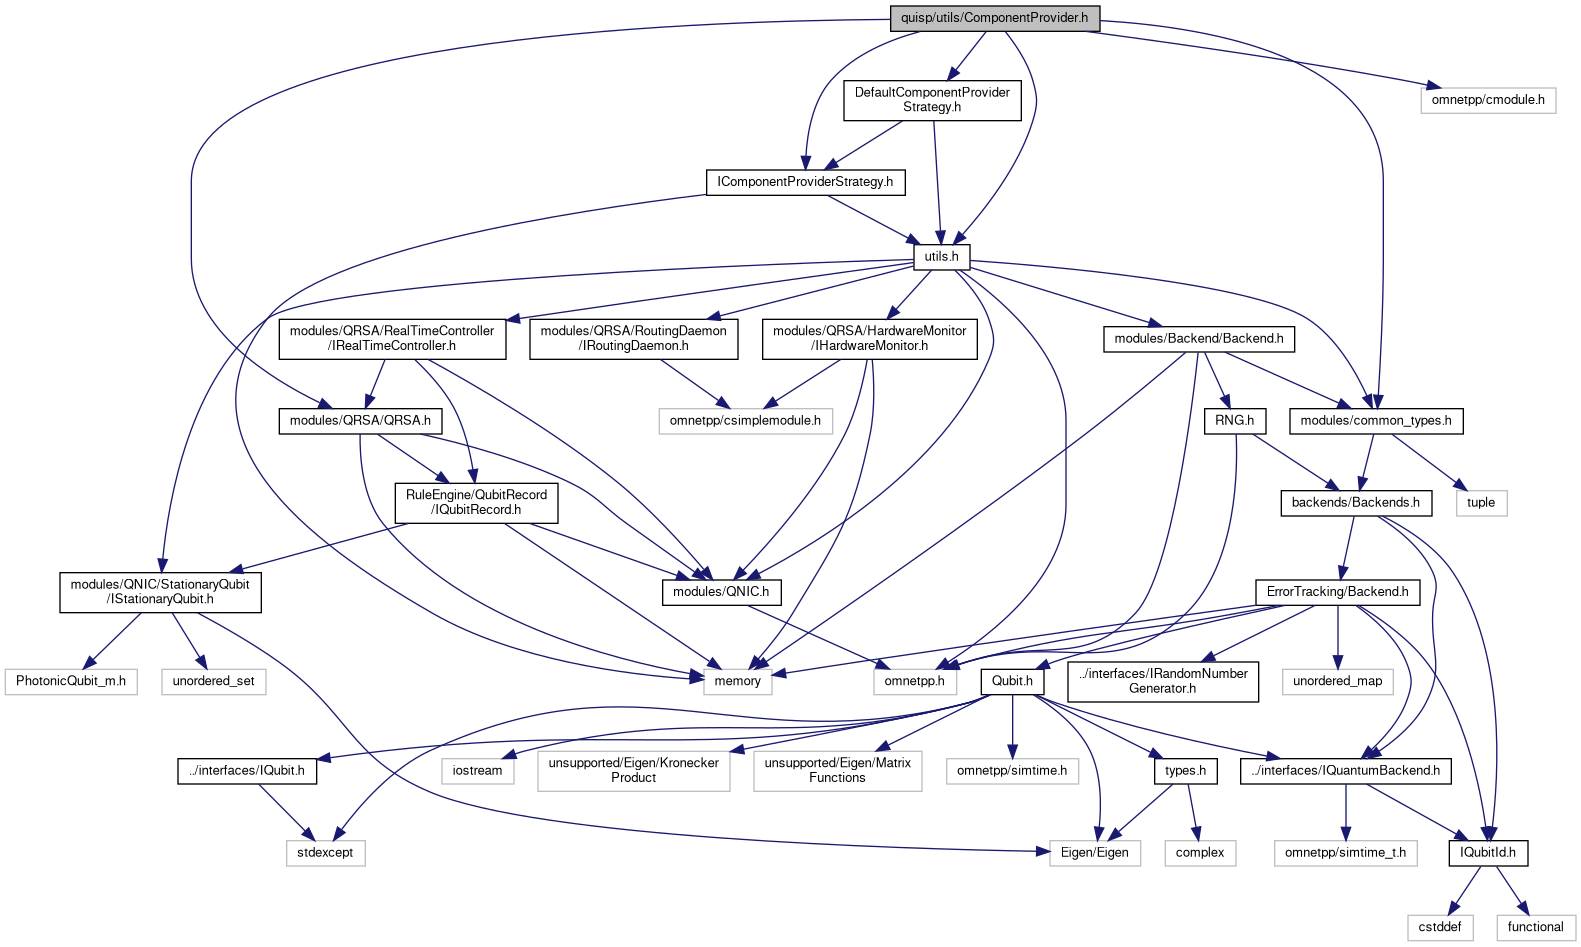 quisp/utils/ComponentProvider.h
DefaultComponentProvider
Strategy.h
omnetpp/cmodule.h
IComponentProviderStrategy.h
utils.h
modules/QRSA/RealTimeController
/IRealTimeController.h
modules/QRSA/RoutingDaemon
/IRoutingDaemon.h
modules/QRSA/HardwareMonitor
/IHardwareMonitor.h
modules/Backend/Backend.h
modules/QRSA/QRSA.h
omnetpp/csimplemodule.h
RNG.h
modules/common_types.h
RuleEngine/QubitRecord
/IQubitRecord.h
backends/Backends.h
tuple
modules/QNIC/StationaryQubit
/IStationaryQubit.h
modules/QNIC.h
ErrorTracking/Backend.h
PhotonicQubit_m.h
unordered_set
memory
omnetpp.h
Qubit.h
../interfaces/IRandomNumber
Generator.h
unordered_map
../interfaces/IQubit.h
iostream
unsupported/Eigen/Kronecker
Product
unsupported/Eigen/Matrix
Functions
omnetpp/simtime.h
types.h
../interfaces/IQuantumBackend.h
stdexcept
Eigen/Eigen
complex
omnetpp/simtime_t.h
IQubitId.h
cstddef
functional